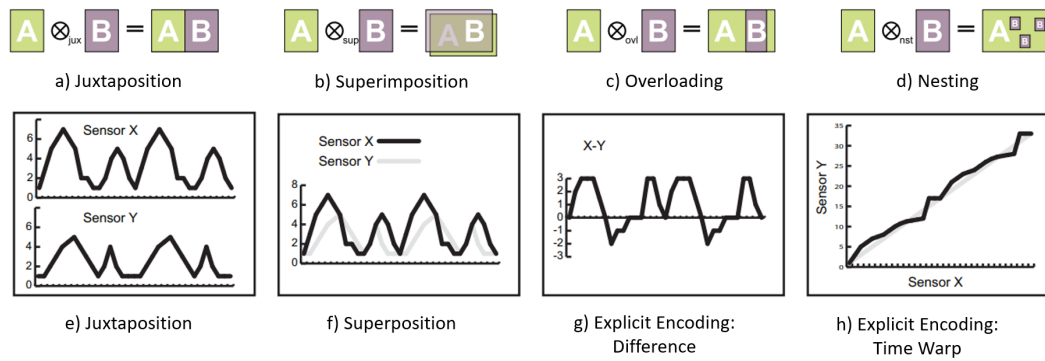 A ⊗jux B = A B
A ⊗sup B = A B
A ⊗ovl B = A B
A ⊗nst B = A B B B
a) Juxtaposition
b) Superimposition
c) Overloading
d) Nesting
Sensor X
6
4
2
0
Sensor Y
6
4
2
0
e) Juxtaposition
Sensor X
Sensor Y
8
6
4
2
0
f) Superposition
X-Y
3
2
1
0
-1
-2
-3
g) Explicit Encoding:
Difference
Sensor Y
35
30
25
20
15
10
5
0
Sensor X
h) Explicit Encoding:
Time Warp